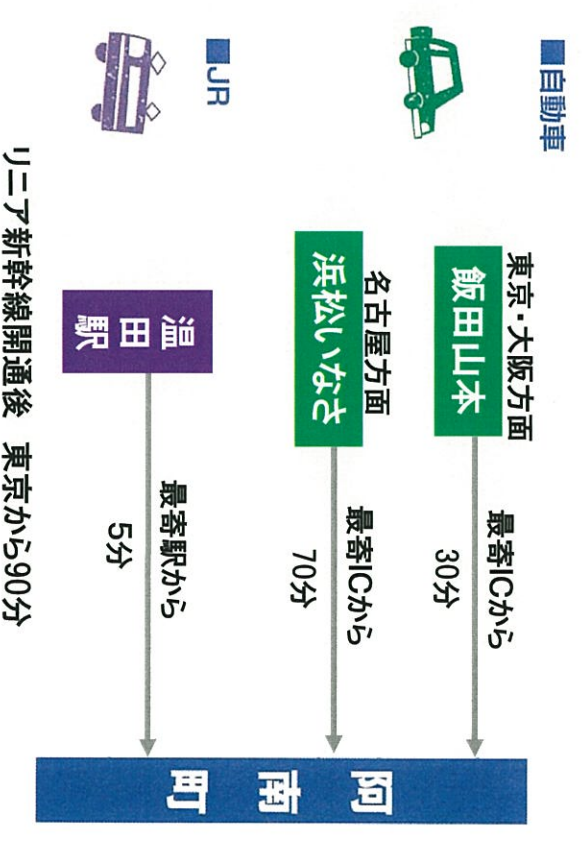 ■自動車
東京・大阪方面
飯田山本
最寄ICから
30分
名古屋方面
浜松いなさ
最寄ICから
70分
■JR
温田駅
最寄駅から
5分
阿南町
リニア新幹線開通後 東京から90分